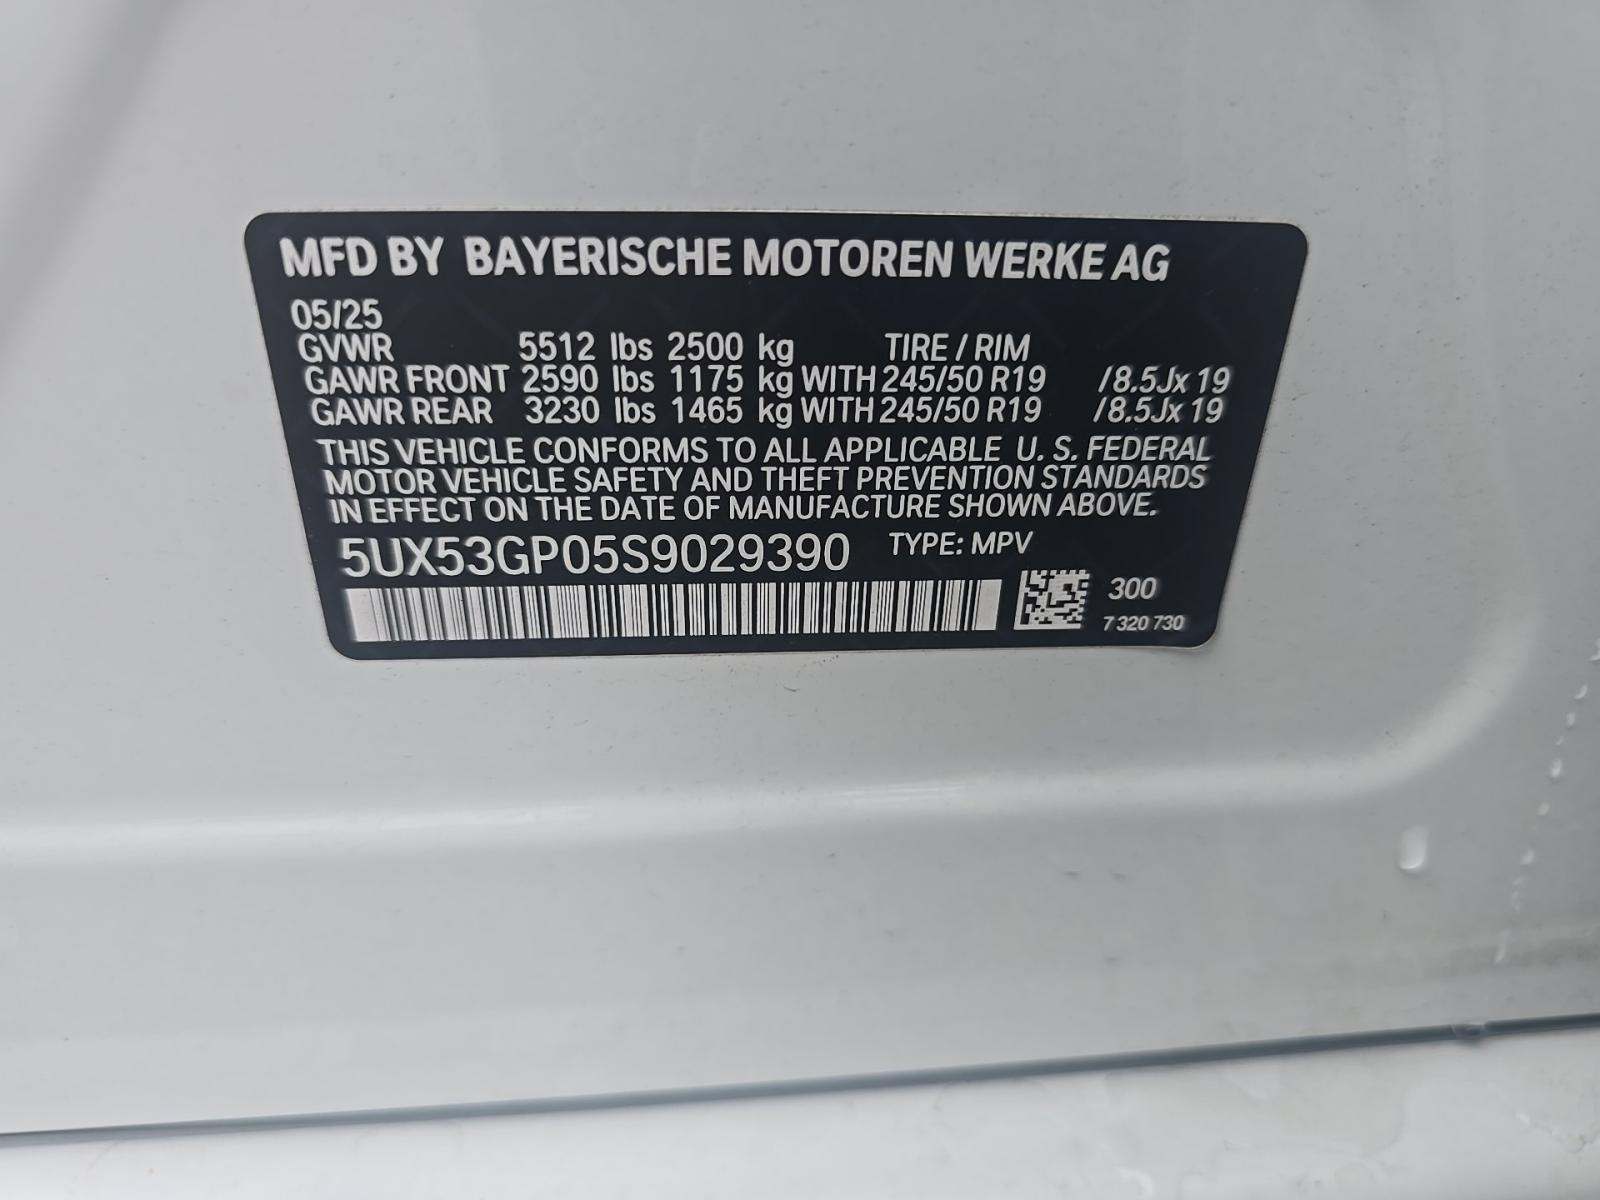 MFD BY BAYERISCHE MOTOREN WERKE AG
05/25
GVWR 5512 lbs 2500 kg TIRE / RIM
GAWR FRONT 2590 lbs 1175 kg WITH 245/50 R19 /8.5Jx 19
GAWR REAR 3230 lbs 1465 kg WITH 245/50 R19 /8.5Jx 19
THIS VEHICLE CONFORMS TO ALL APPLICABLE U. S. FEDERAL
MOTOR VEHICLE SAFETY AND THEFT PREVENTION STANDARDS
IN EFFECT ON THE DATE OF MANUFACTURE SHOWN ABOVE.
5UX53GP05S9029390 TYPE: MPV
300
7 320 730